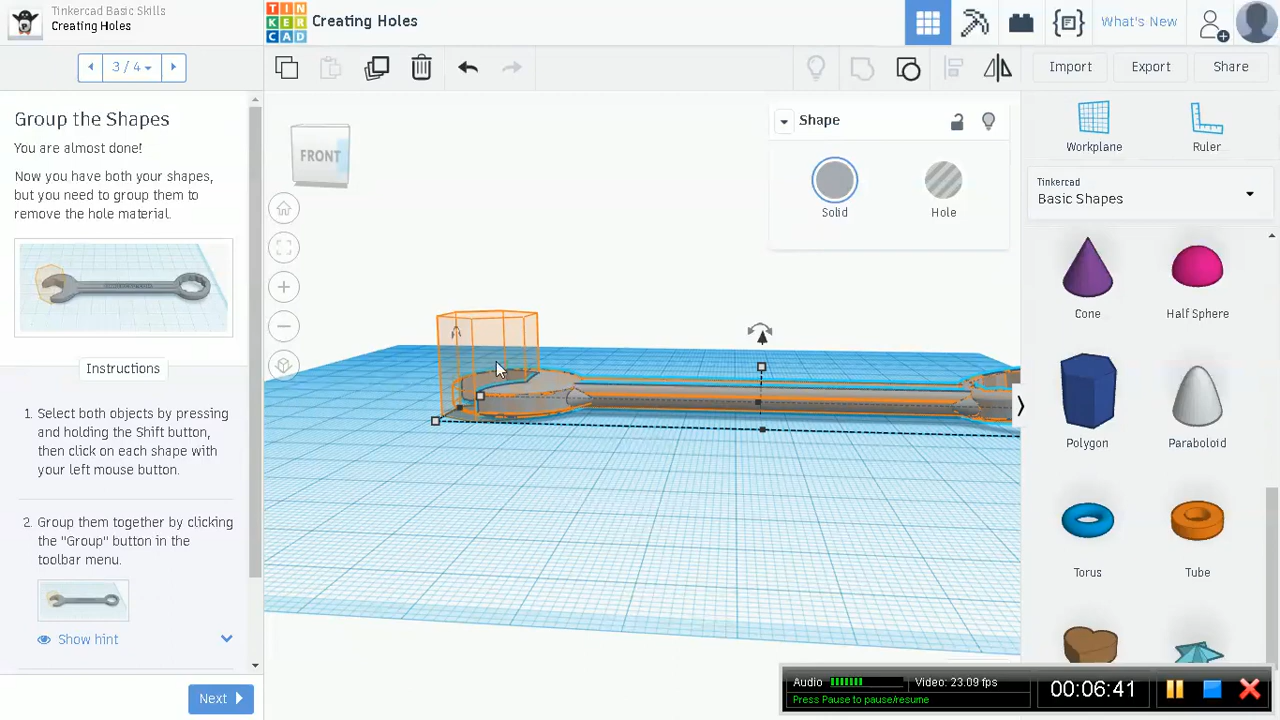 Tinkercad Basic Skills
Creating Holes
TIN
KER
CAD
Creating Holes
What's New
3 / 4
Import
Export
Share
Group the Shapes
You are almost done!
Now you have both your shapes,
but you need to group them to
remove the hole material.
Instructions
1. Select both objects by pressing
and holding the Shift button,
then click on each shape with
your left mouse button.
2. Group them together by clicking
the "Group" button in the
toolbar menu.
Show hint
Next
FRONT
Shape
Solid
Hole
Workplane
Ruler
Tinkercad
Basic Shapes
Cone
Half Sphere
Polygon
Paraboloid
Torus
Tube
Audio
Video: 23.09 fps
Press Pause to pause/resume
00:06:41